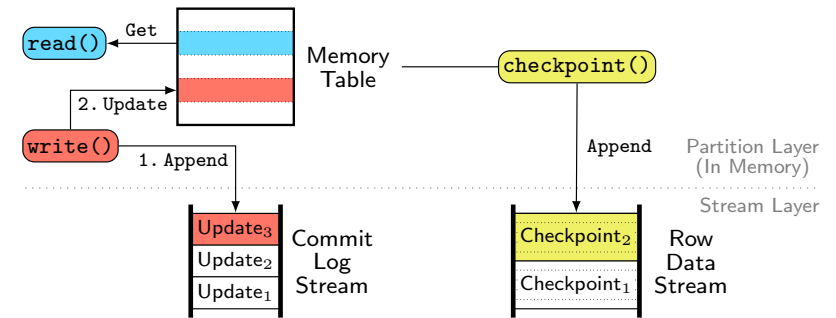 Get
read()
Memory
Table
checkpoint()
2. Update
write()
1. Append
Append
Partition Layer
(In Memory)
Stream Layer
Update₃
Update₂
Update₁
Commit
Log
Stream
Checkpoint₂
Checkpoint₁
Row
Data
Stream